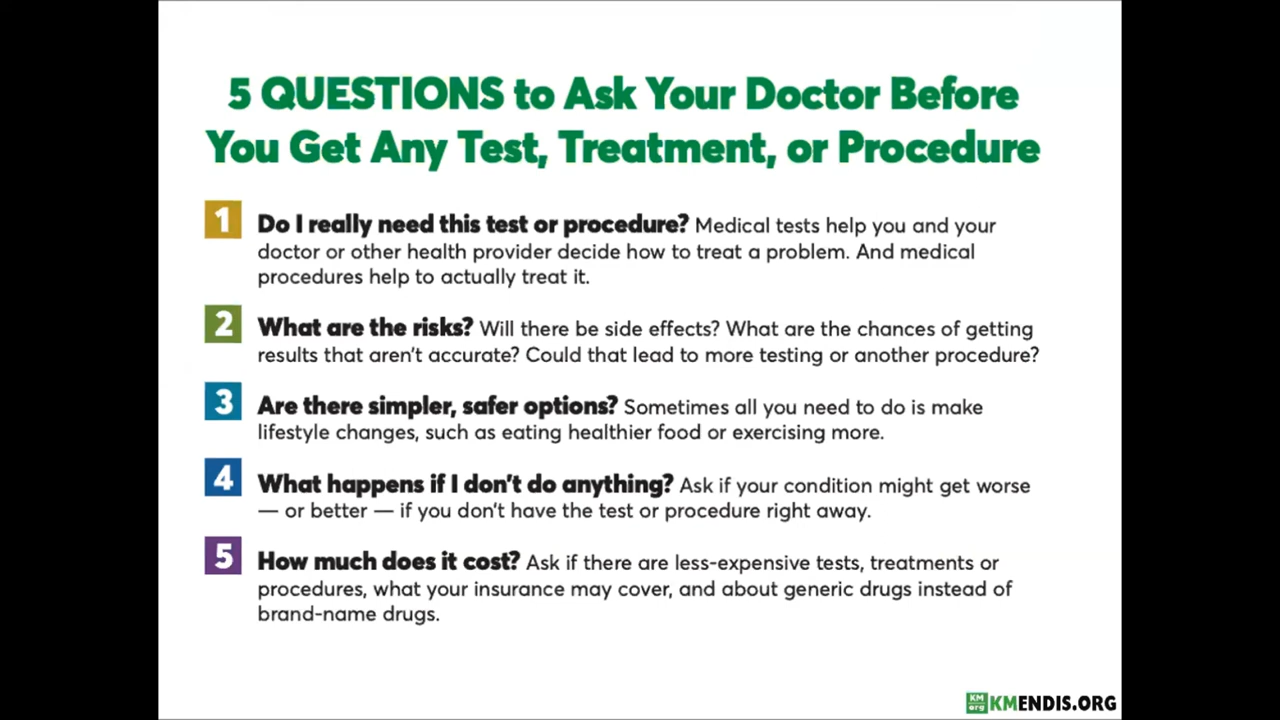 5 QUESTIONS to Ask Your Doctor Before
You Get Any Test, Treatment, or Procedure
1 Do I really need this test or procedure? Medical tests help you and your
doctor or other health provider decide how to treat a problem. And medical
procedures help to actually treat it.
2 What are the risks? Will there be side effects? What are the chances of getting
results that aren't accurate? Could that lead to more testing or another procedure?
3 Are there simpler, safer options? Sometimes all you need to do is make
lifestyle changes, such as eating healthier food or exercising more.
4 What happens if I don't do anything? Ask if your condition might get worse
— or better — if you don't have the test or procedure right away.
5 How much does it cost? Ask if there are less-expensive tests, treatments or
procedures, what your insurance may cover, and about generic drugs instead of
brand-name drugs.
KM
org
KMENDIS.ORG